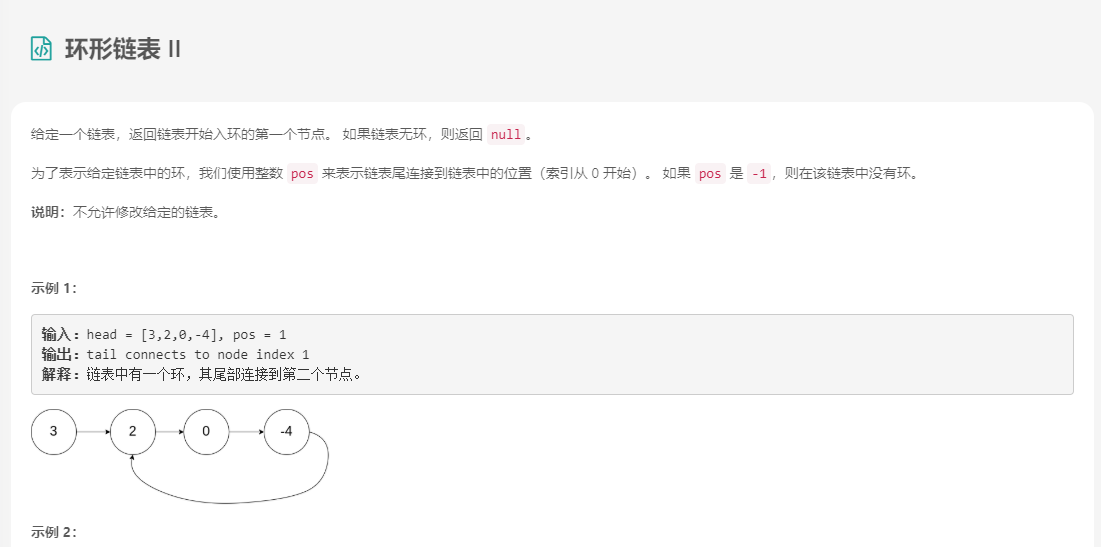 环形链表 II
给定一个链表，返回链表开始入环的第一个节点。 如果链表无环，则返回 null。
为了表示给定链表中的环，我们使用整数 pos 来表示链表尾连接到链表中的位置（索引从 0 开始）。 如果 pos 是 -1，则在该链表中没有环。
说明：不允许修改给定的链表。
示例 1：
输入：head = [3,2,0,-4], pos = 1
输出：tail connects to node index 1
解释：链表中有一个环，其尾部连接到第二个节点。
3 2 0 -4
示例 2：